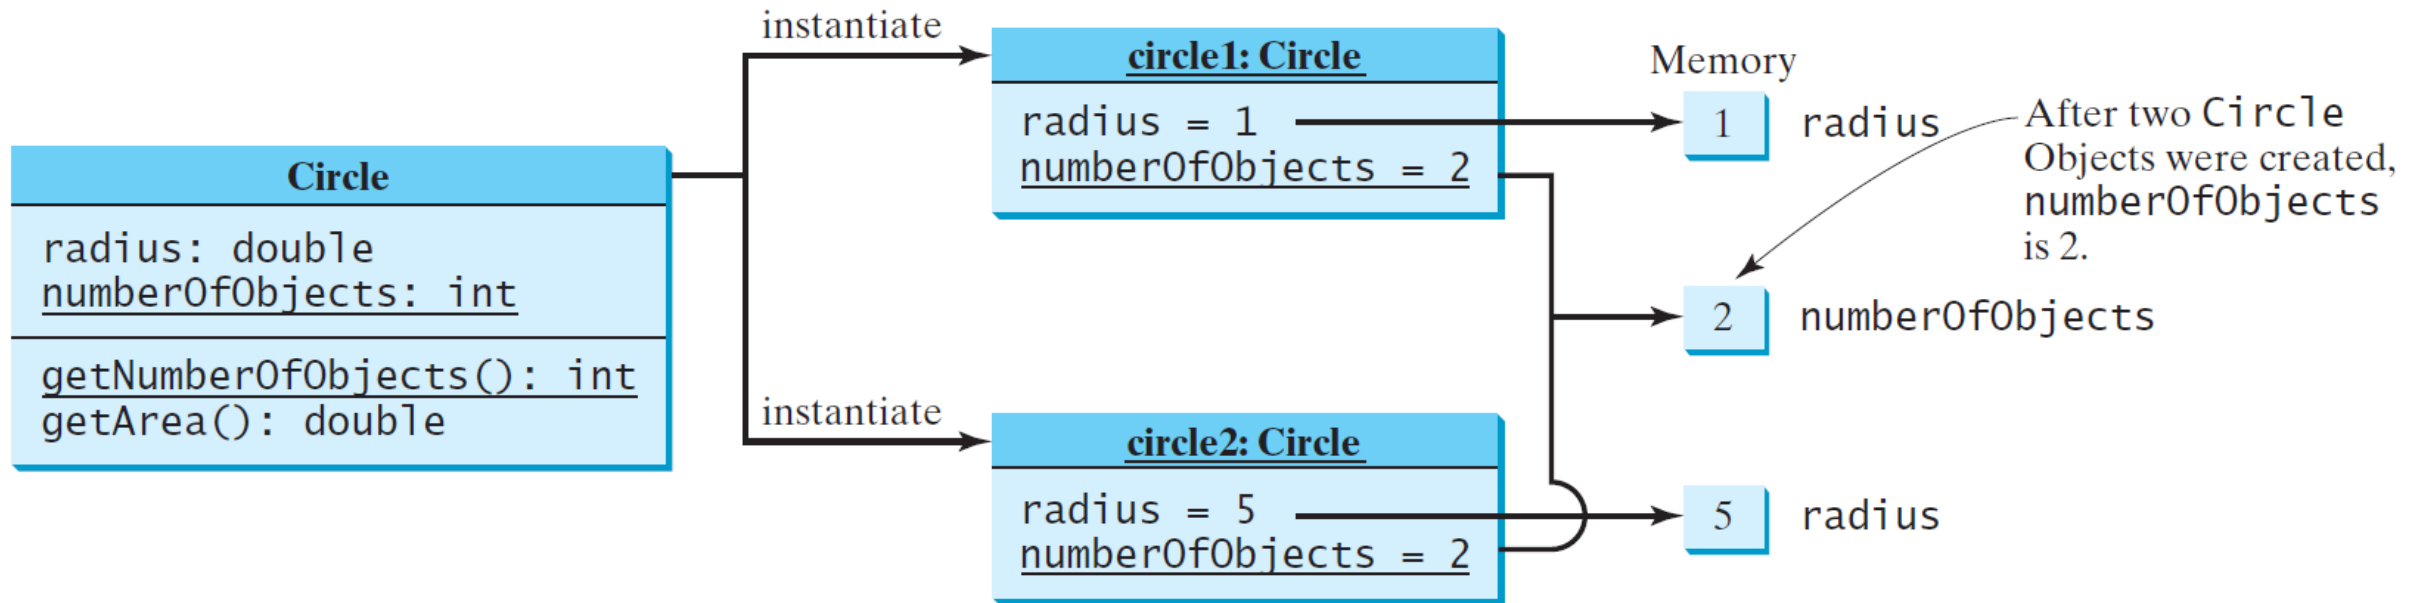 Circle
radius: double
numberOfObjects: int
getNumberOfObjects(): int
getArea(): double
instantiate
circle1: Circle
radius = 1
numberOfObjects = 2
instantiate
circle2: Circle
radius = 5
numberOfObjects = 2
Memory
1 radius
2 numberOfObjects
5 radius
After two Circle
Objects were created,
numberOfObjects
is 2.